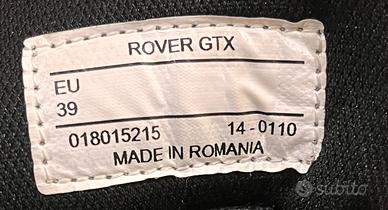 ROVER GTX
EU
39
018015215 14-0110
MADE IN ROMANIA
subito